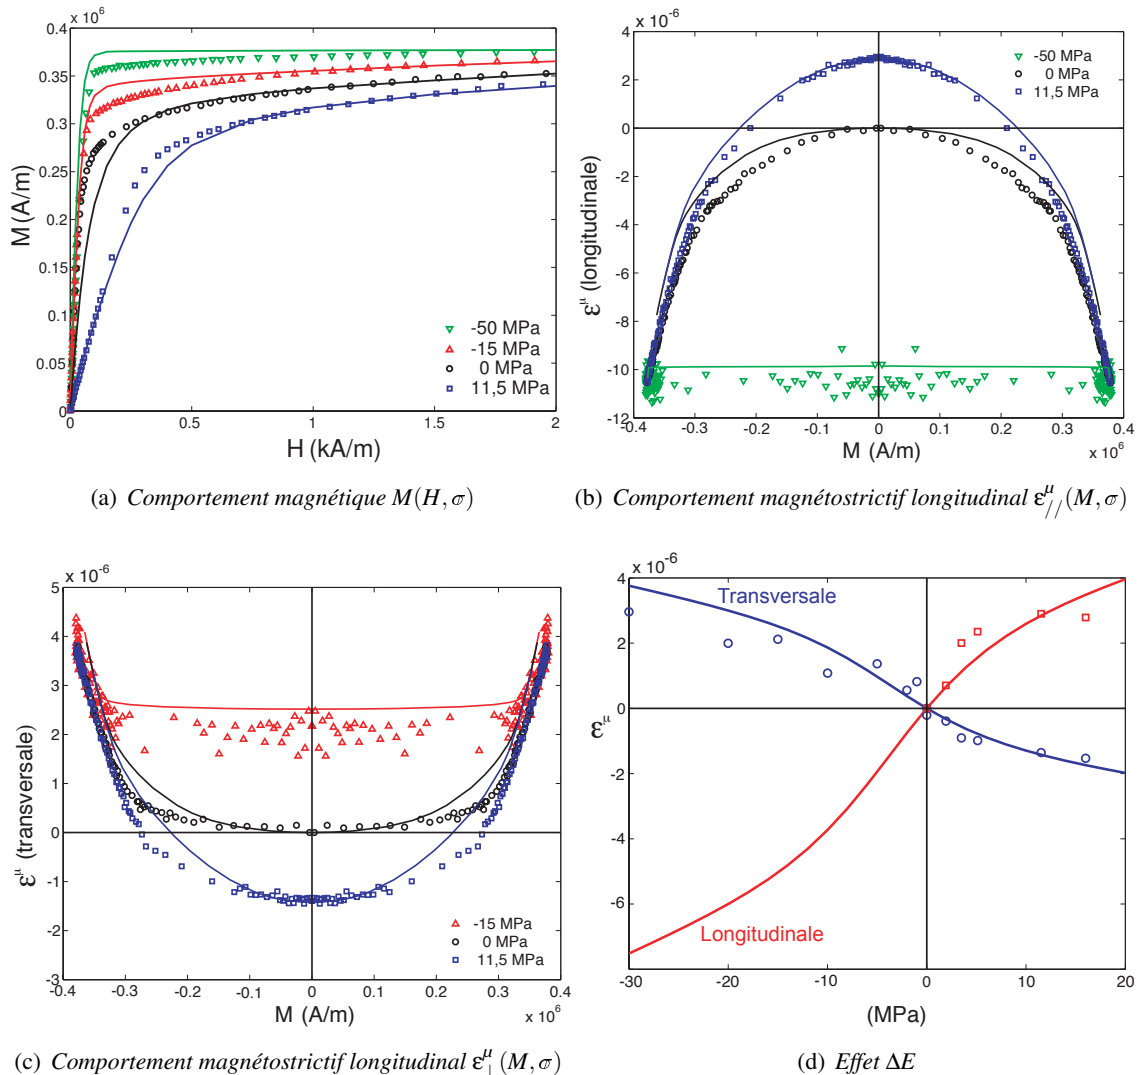 x 10⁶
0.4
0.35
0.3
0.25
0.2
0.15
0.1
0.05
0
M (A/m)
-50 MPa
-15 MPa
0 MPa
11,5 MPa
0 0.5 1 1.5 2
H (kA/m)
(a) Comportement magnétique M(H, σ)
x 10⁻⁶
4
2
0
-2
-4
-6
-8
-10
-12
εᵘ (longitudinale)
-50 MPa
0 MPa
11,5 MPa
-0.4 -0.3 -0.2 -0.1 0 0.1 0.2 0.3 0.4
M (A/m)
x 10⁶
(b) Comportement magnétostrictif longitudinal ε^μ_//(M, σ)
x 10⁻⁶
5
4
3
2
1
0
-1
-2
-3
εᵘ (transversale)
-15 MPa
0 MPa
11,5 MPa
-0.4 -0.3 -0.2 -0.1 0 0.1 0.2 0.3 0.4
M (A/m)
x 10⁶
(c) Comportement magnétostrictif longitudinal ε^μ_⊥(M, σ)
x 10⁻⁶
4
2
0
-2
-4
-6
εᵘ
Transversale
Longitudinale
-30 -20 -10 0 10 20
(MPa)
(d) Effet ΔE